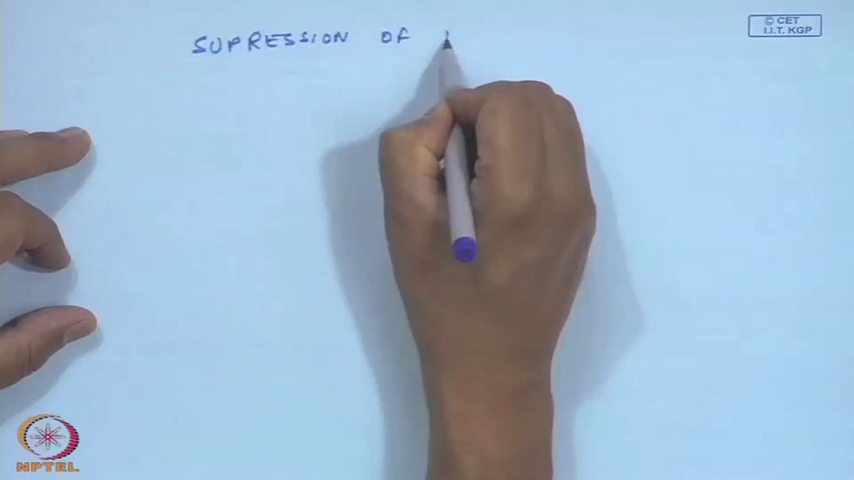 SUPRESSION OF
© CET
I.I.T. KGP
NPTEL